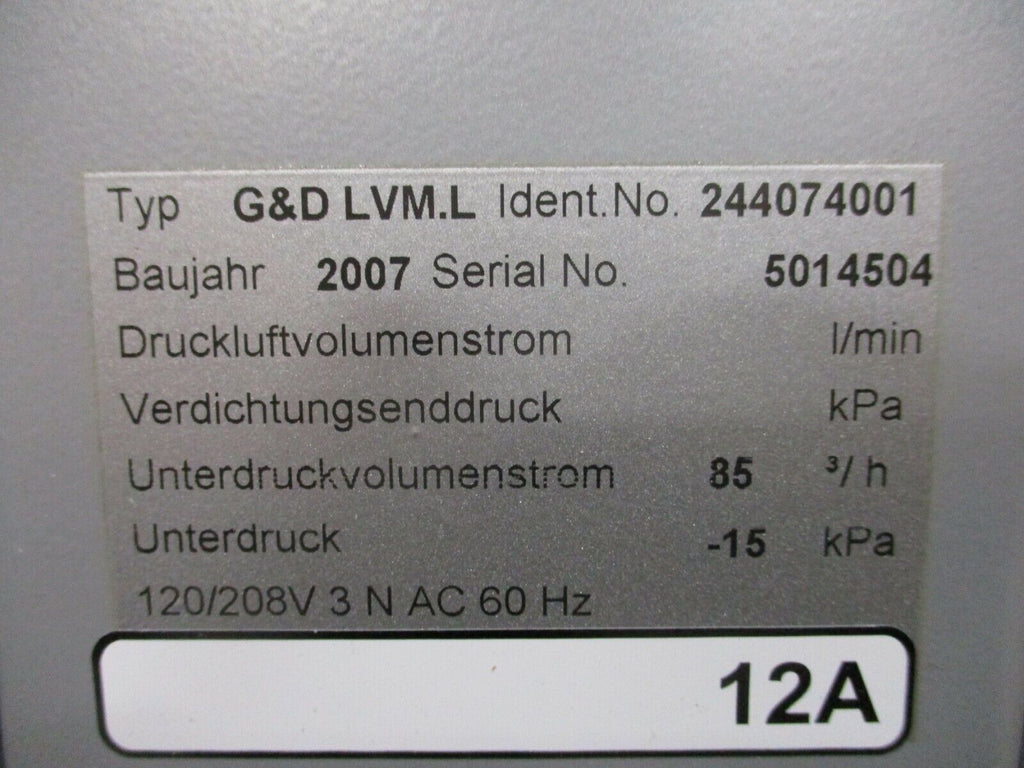 Typ G&D LVM.L Ident.No. 244074001
Baujahr 2007 Serial No. 5014504
Druckluftvolumenstrom l/min
Verdichtungsenddruck kPa
Unterdruckvolumenstrom 85 ³/ h
Unterdruck -15 kPa
120/208V 3 N AC 60 Hz
12A